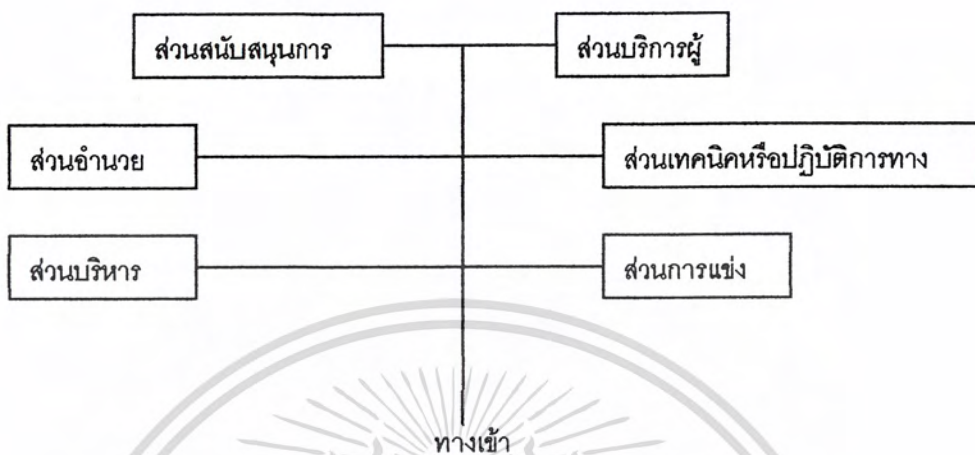 ส่วนสนับสนุนการ
ส่วนบริการผู้
ส่วนอำนวย
ส่วนเทคนิคหรือปฏิบัติการทาง
ส่วนบริหาร
ส่วนการแข่ง
ทางเข้า